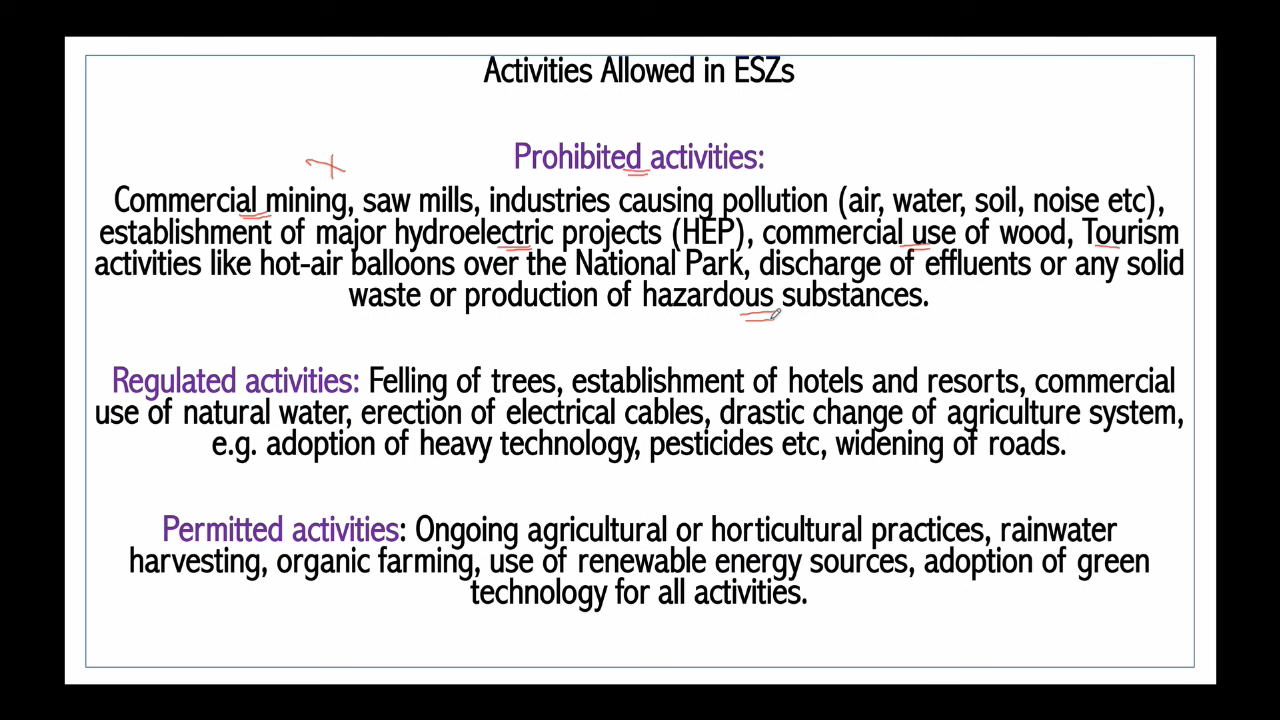 Activities Allowed in ESZs
Prohibited activities:
Commercial mining, saw mills, industries causing pollution (air, water, soil, noise etc),
establishment of major hydroelectric projects (HEP), commercial use of wood, Tourism
activities like hot-air balloons over the National Park, discharge of effluents or any solid
waste or production of hazardous substances.
Regulated activities: Felling of trees, establishment of hotels and resorts, commercial
use of natural water, erection of electrical cables, drastic change of agriculture system,
e.g. adoption of heavy technology, pesticides etc, widening of roads.
Permitted activities: Ongoing agricultural or horticultural practices, rainwater
harvesting, organic farming, use of renewable energy sources, adoption of green
technology for all activities.